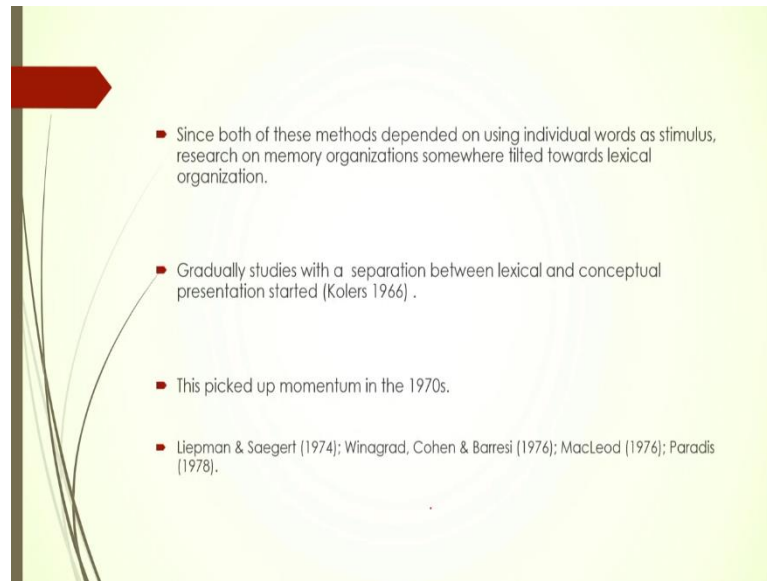 Since both of these methods depended on using individual words as stimulus,
research on memory organizations somewhere tilted towards lexical
organization.
Gradually studies with a separation between lexical and conceptual
presentation started (Kolers 1966) .
This picked up momentum in the 1970s.
Liepman & Saegert (1974); Winagrad, Cohen & Barresi (1976); MacLeod (1976); Paradis
(1978).
.